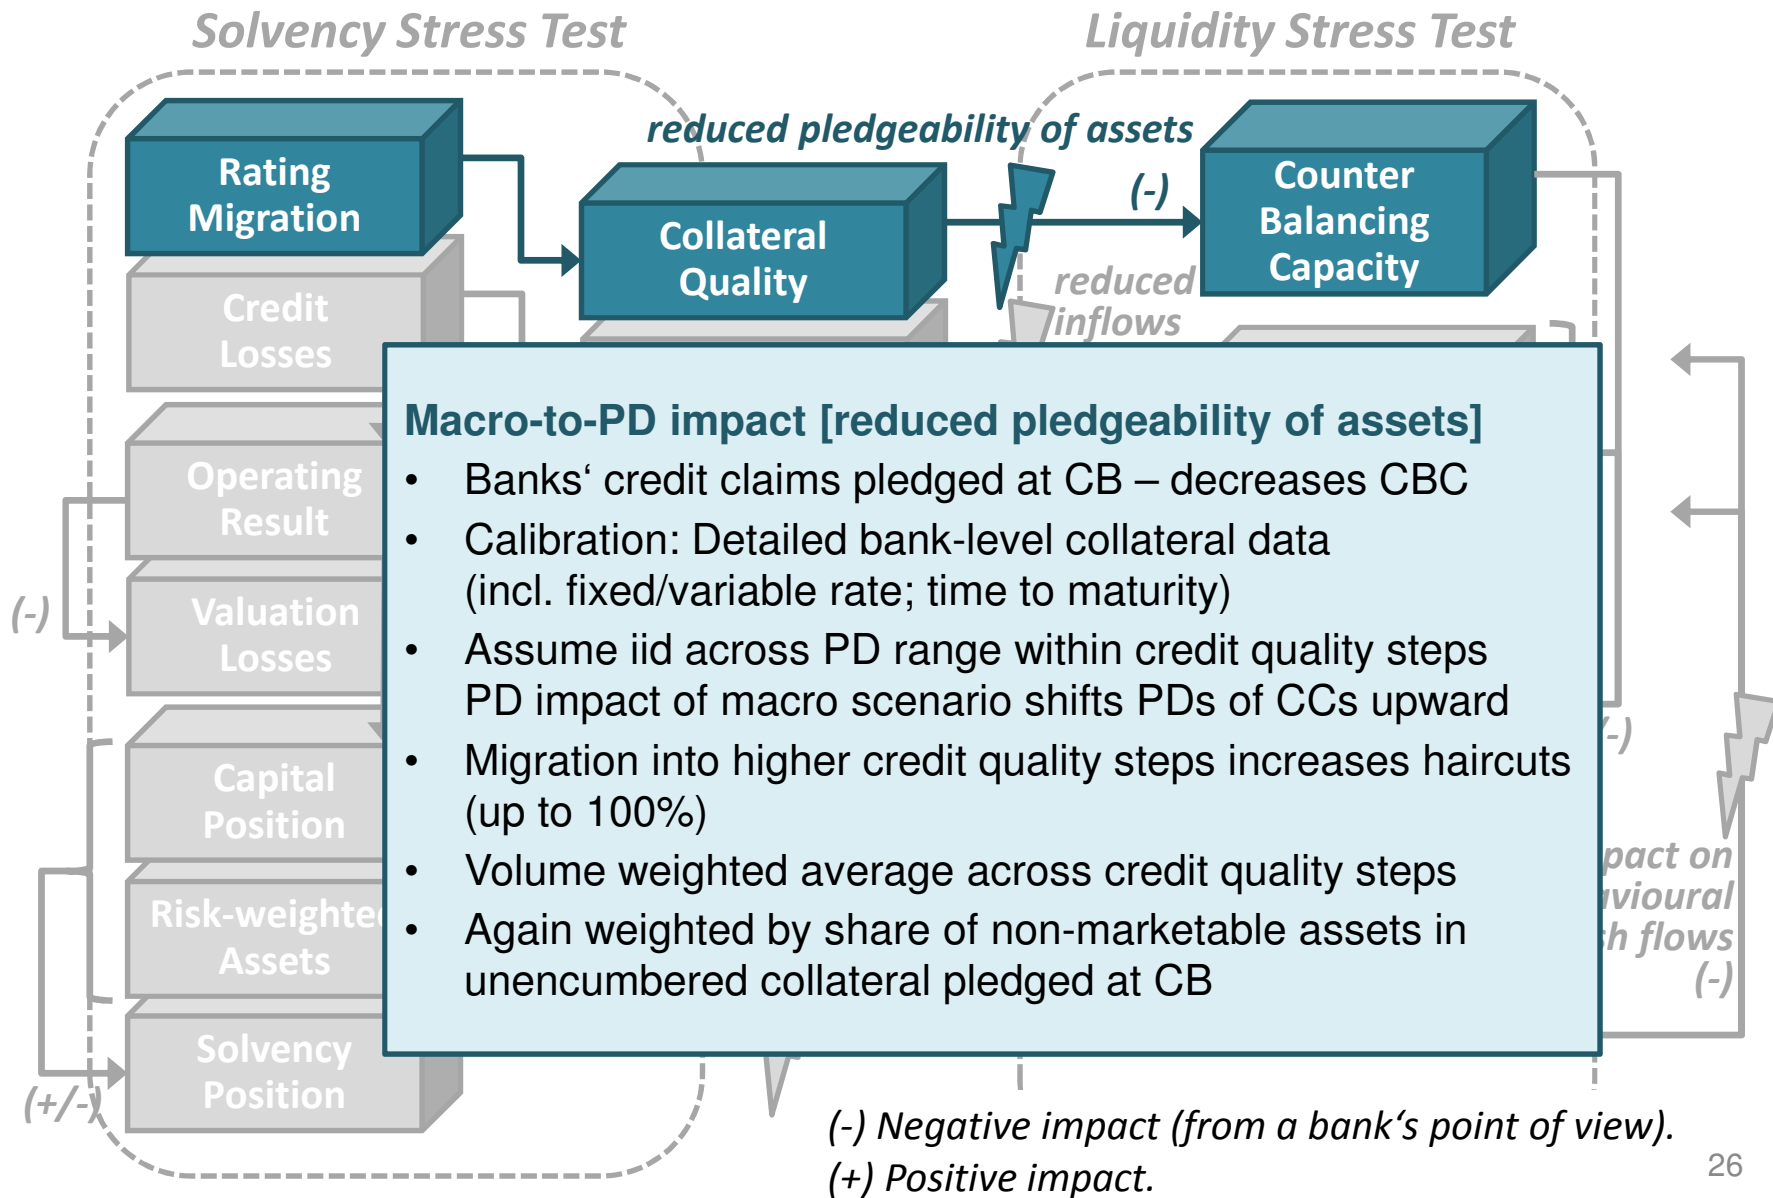 Solvency Stress Test
Liquidity Stress Test
reduced pledgeability of assets
Rating
Migration
Collateral
Quality
(-)
Counter
Balancing
Capacity
Credit
Losses
reduced
inflows
Operating
Result
(-)
Valuation
Losses
Capital
Position
Risk-weighte
Assets
Solvency
Position
(+/-)
Macro-to-PD impact [reduced pledgeability of assets]
• Banks‘ credit claims pledged at CB – decreases CBC
• Calibration: Detailed bank-level collateral data
(incl. fixed/variable rate; time to maturity)
• Assume iid across PD range within credit quality steps
PD impact of macro scenario shifts PDs of CCs upward
• Migration into higher credit quality steps increases haircuts
(up to 100%)
• Volume weighted average across credit quality steps
• Again weighted by share of non-marketable assets in
unencumbered collateral pledged at CB
-)
pact on
avioural
sh flows
(-)
(-) Negative impact (from a bank‘s point of view).
(+) Positive impact.
26